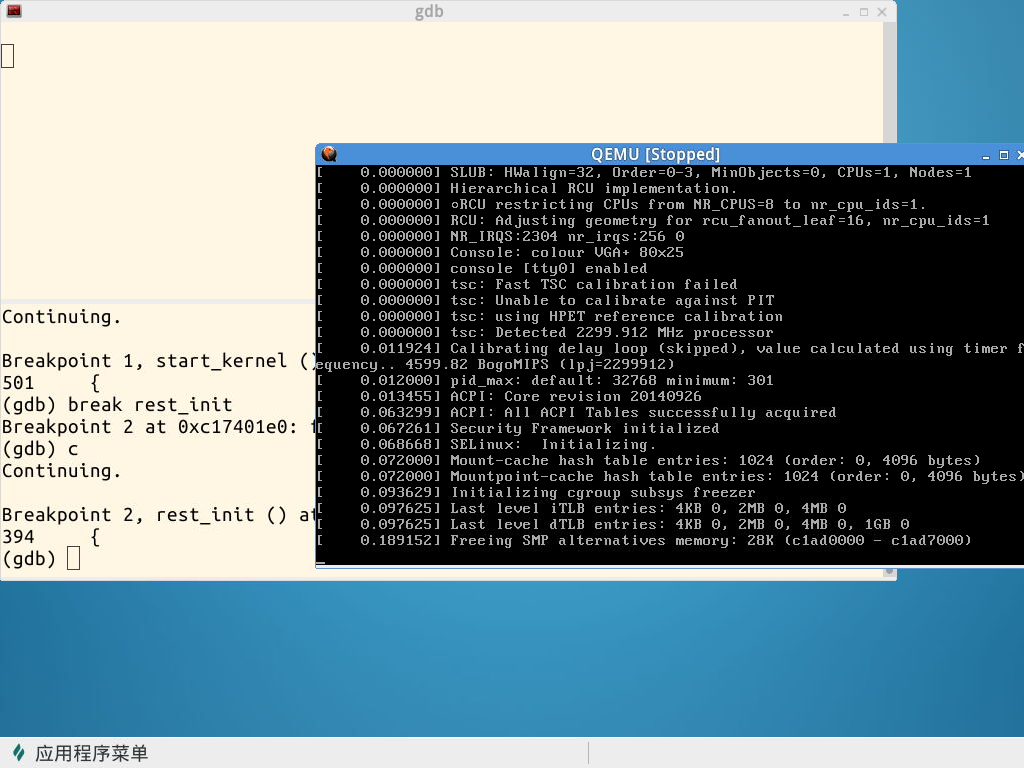 gdb
Continuing.
Breakpoint 1, start_kernel ()
501     {
(gdb) break rest_init
Breakpoint 2 at 0xc17401e0:
(gdb) c
Continuing.
Breakpoint 2, rest_init () at
394     {
(gdb)
QEMU [Stopped]
[    0.000000] SLUB: HWalign=32, Order=0-3, MinObjects=0, CPUs=1, Nodes=1
[    0.000000] Hierarchical RCU implementation.
[    0.000000] RCU restricting CPUs from NR_CPUS=8 to nr_cpu_ids=1.
[    0.000000] RCU: Adjusting geometry for rcu_fanout_leaf=16, nr_cpu_ids=1
[    0.000000] NR_IRQS:2304 nr_irqs:256 0
[    0.000000] Console: colour VGA+ 80x25
[    0.000000] console [tty0] enabled
[    0.000000] tsc: Fast TSC calibration failed
[    0.000000] tsc: Unable to calibrate against PIT
[    0.000000] tsc: using HPET reference calibration
[    0.000000] tsc: Detected 2299.912 MHz processor
[    0.011924] Calibrating delay loop (skipped), value calculated using timer f
equency.. 4599.82 BogoMIPS (lpj=2299912)
[    0.012000] pid_max: default: 32768 minimum: 301
[    0.013455] ACPI: Core revision 20140926
[    0.063299] ACPI: All ACPI Tables successfully acquired
[    0.067261] Security Framework initialized
[    0.068668] SELinux:  Initializing.
[    0.072000] Mount-cache hash table entries: 1024 (order: 0, 4096 bytes)
[    0.072000] Mountpoint-cache hash table entries: 1024 (order: 0, 4096 bytes)
[    0.093629] Initializing cgroup subsys freezer
[    0.097625] Last level iTLB entries: 4KB 0, 2MB 0, 4MB 0
[    0.097625] Last level dTLB entries: 4KB 0, 2MB 0, 4MB 0, 1GB 0
[    0.189152] Freeing SMP alternatives memory: 28K (c1ad0000 - c1ad7000)
应用程序菜单